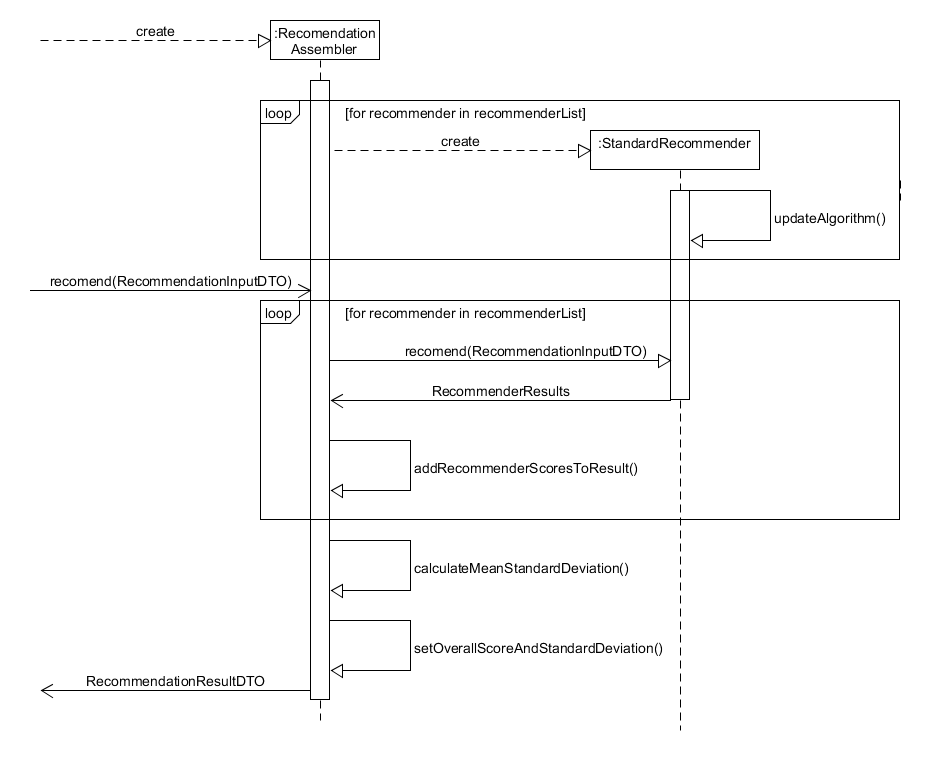 create
:Recomendation
Assembler
loop
[for recommender in recommenderList]
create
:StandardRecommender
updateAlgorithm()
recomend(RecommendationInputDTO)
loop
[for recommender in recommenderList]
recomend(RecommendationInputDTO)
RecommenderResults
addRecommenderScoresToResult()
calculateMeanStandardDeviation()
setOverallScoreAndStandardDeviation()
RecommendationResultDTO